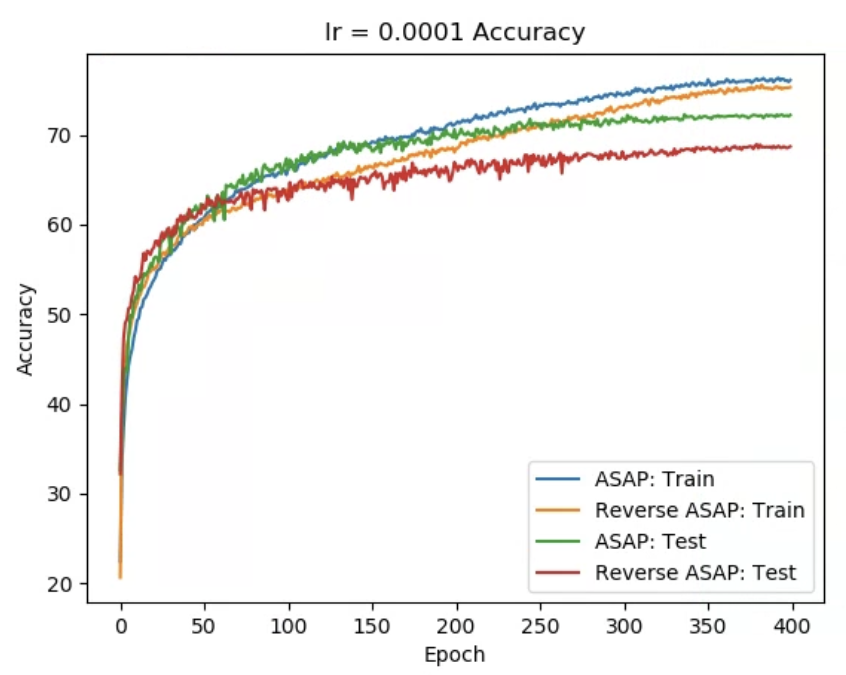 lr = 0.0001 Accuracy
Accuracy
70
60
50
40
30
20
ASAP: Train
Reverse ASAP: Train
ASAP: Test
Reverse ASAP: Test
0 50 100 150 200 250 300 350 400
Epoch